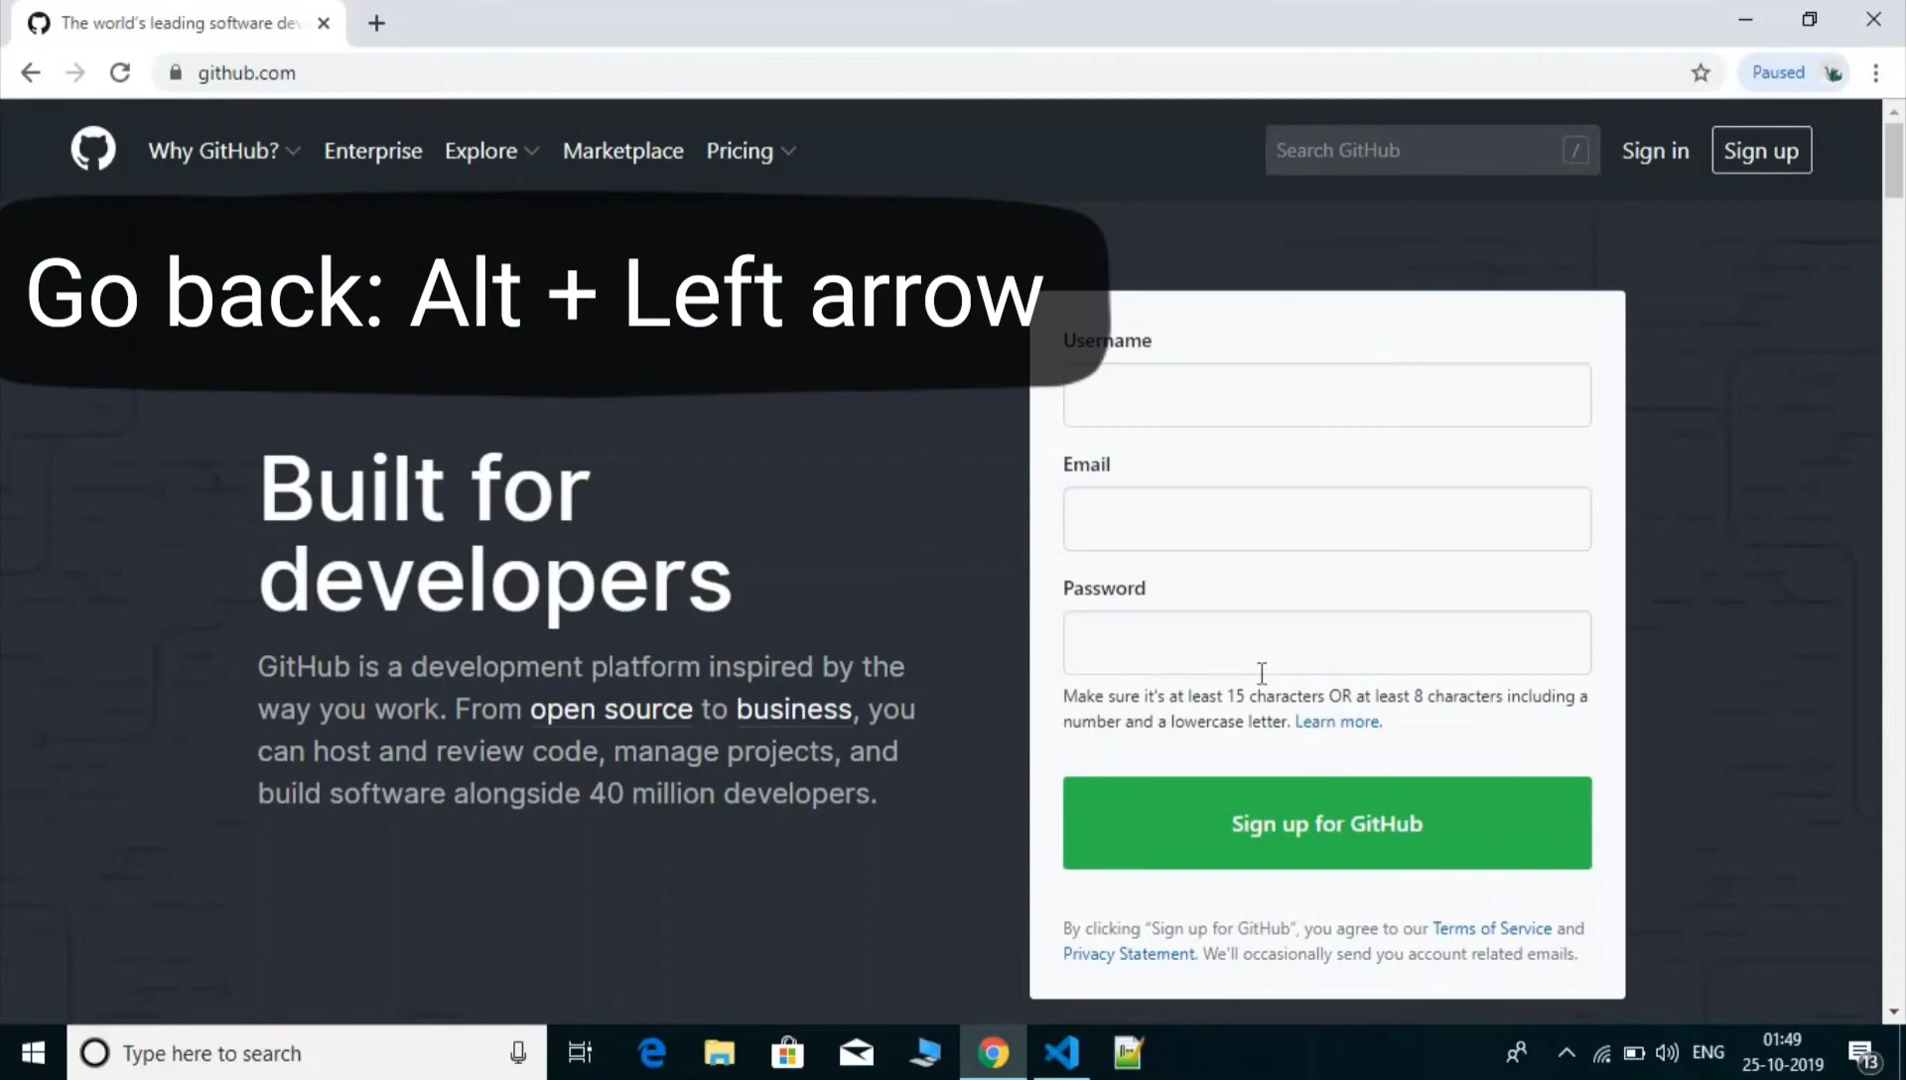 The world's leading software dev
github.com
Paused
Why GitHub?
Enterprise
Explore
Marketplace
Pricing
Search GitHub
/
Sign in
Sign up
Go back: Alt + Left arrow
Built for
developers
GitHub is a development platform inspired by the
way you work. From open source to business, you
can host and review code, manage projects, and
build software alongside 40 million developers.
Username
Email
Password
Make sure it's at least 15 characters OR at least 8 characters including a
number and a lowercase letter. Learn more.
Sign up for GitHub
By clicking “Sign up for GitHub”, you agree to our Terms of Service and
Privacy Statement. We'll occasionally send you account related emails.
Type here to search
ENG
01:49
25-10-2019
13